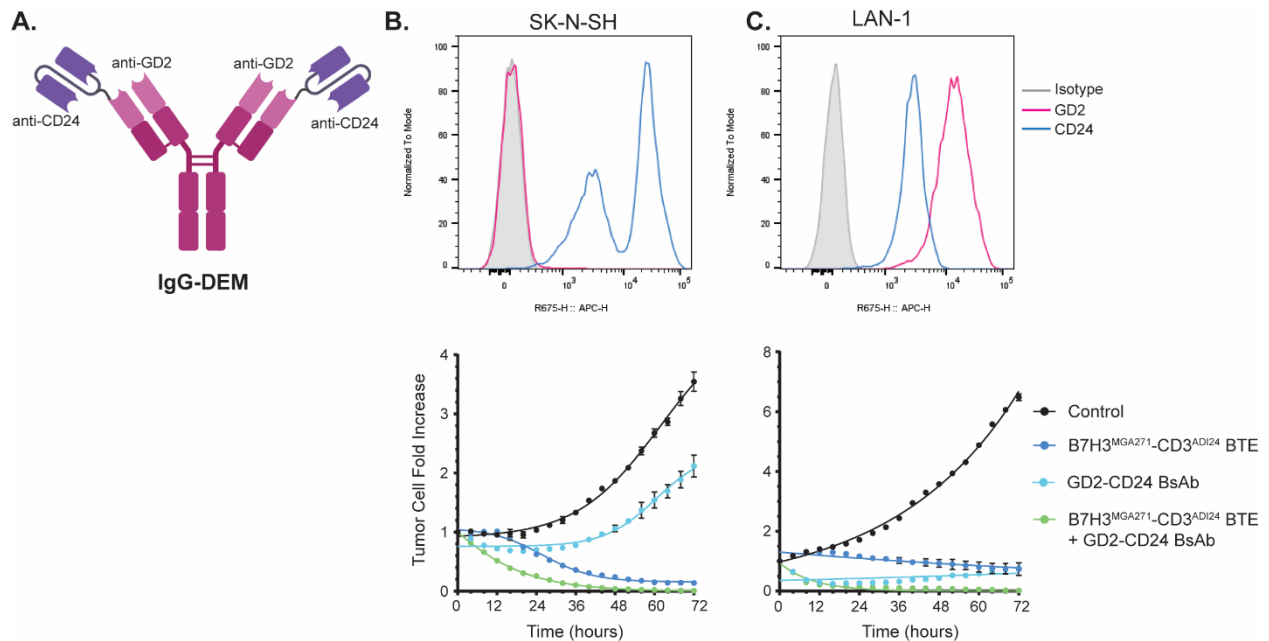 A.
anti-GD2
anti-GD2
anti-CD24
anti-CD24
IgG-DEM
B.
SK-N-SH
Normalized To Mode
100
80
60
40
20
0
0
10³
10⁴
10⁵
R675-H :: APC-H
C.
LAN-1
Normalized To Mode
100
80
60
40
20
0
0
10³
10⁴
10⁵
R675-H :: APC-H
Isotype
GD2
CD24
Tumor Cell Fold Increase
4
3
2
1
0
0 12 24 36 48 60 72
Time (hours)
8
6
4
2
0
0 12 24 36 48 60 72
Time (hours)
Control
B7H3ᴹᴳᴬ²⁷¹-CD3ᴬᴰᴵ²⁴ BTE
GD2-CD24 BsAb
B7H3ᴹᴳᴬ²⁷¹-CD3ᴬᴰᴵ²⁴ BTE
+ GD2-CD24 BsAb